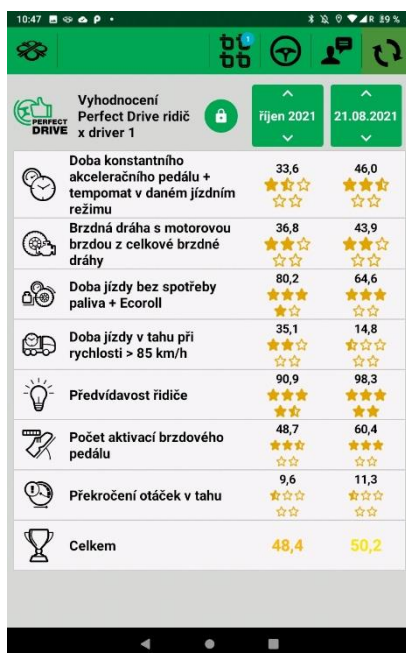 10:47
R 89%
1
PERFECT
DRIVE
Vyhodnocení
Perfect Drive ridič
x driver 1
říjen 2021
21.08.2021
Doba konstantního
akceleračního pedálu +
tempomat v daném jízdním
režimu
33,6
46,0
Brzdná dráha s motorovou
brzdou z celkové brzdné
dráhy
36,8
43,9
Doba jízdy bez spotřeby
paliva + Ecoroll
80,2
64,6
Doba jízdy v tahu při
rychlosti > 85 km/h
35,1
14,8
Předvídavost řidiče
90,9
98,3
Počet aktivací brzdového
pedálu
48,7
60,4
Překročení otáček v tahu
9,6
11,3
Celkem
48,4
50,2